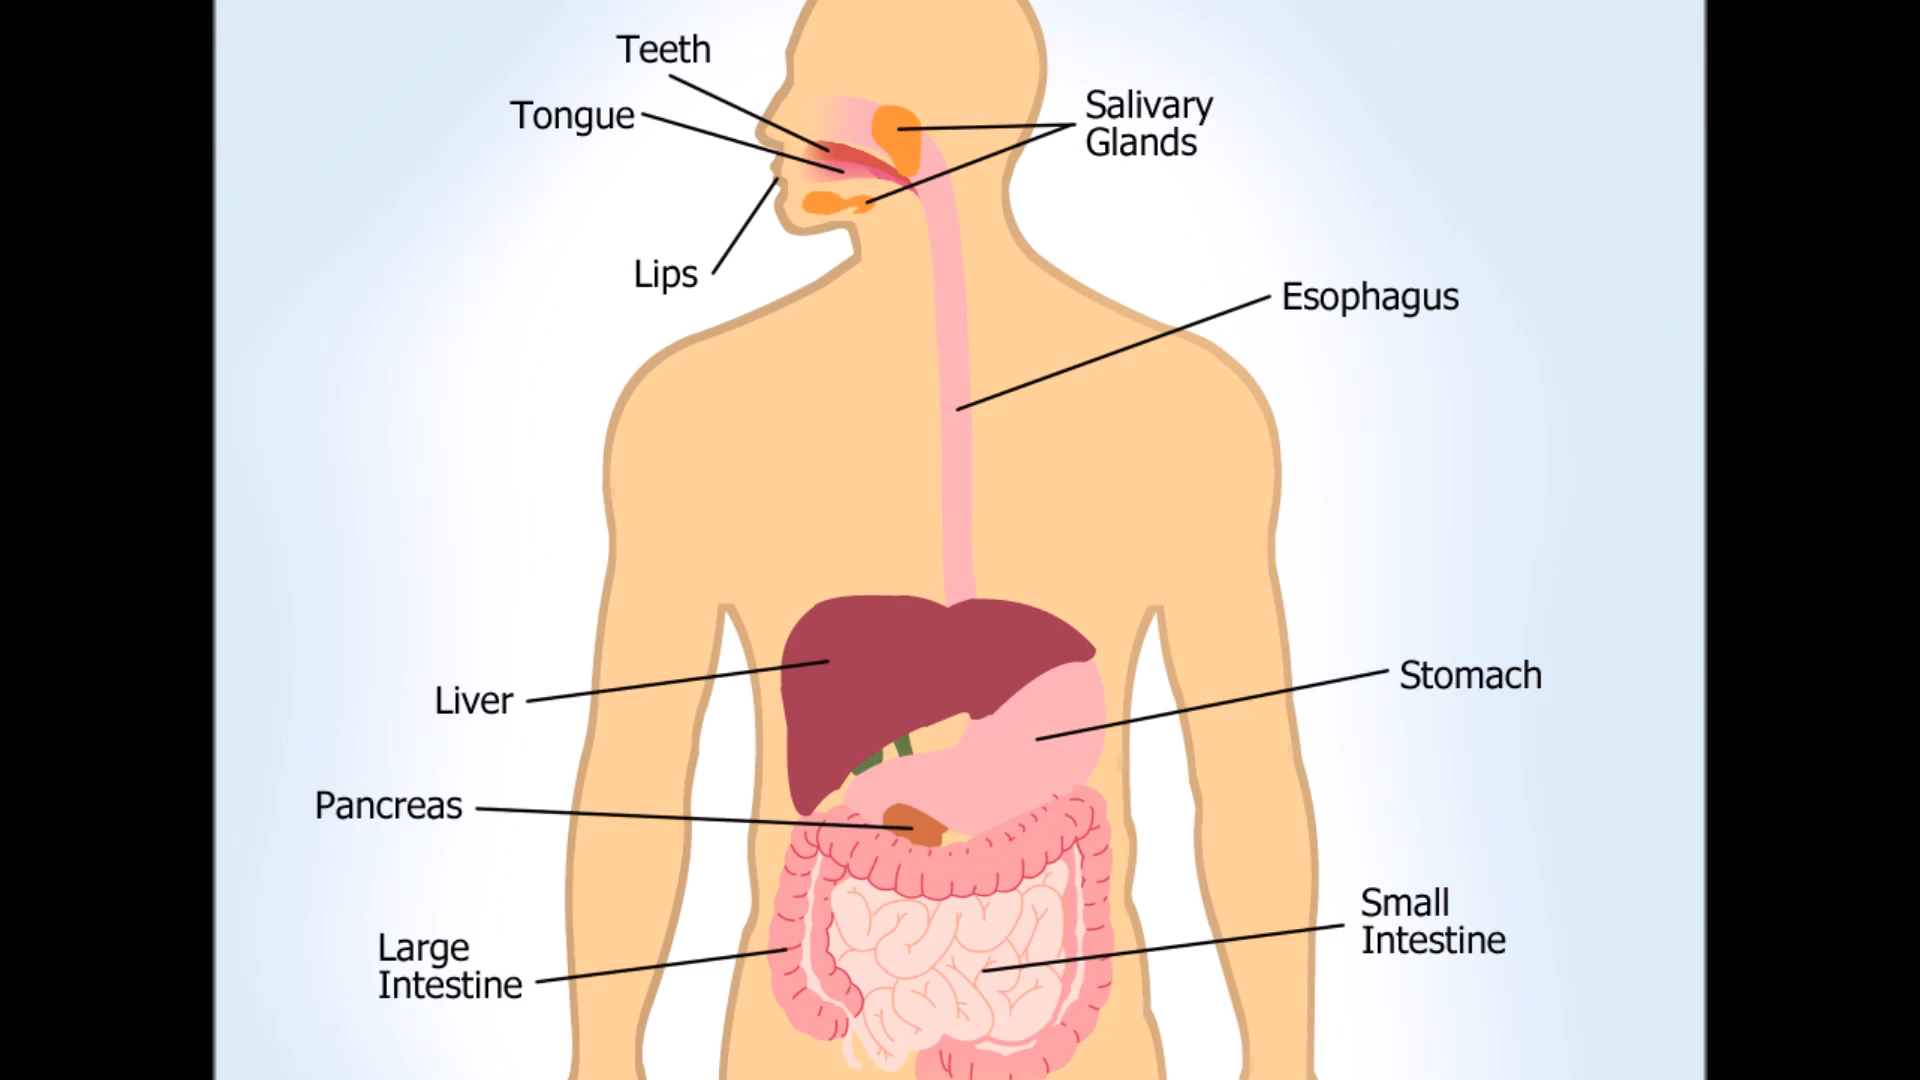 Teeth
Tongue
Salivary
Glands
Lips
Esophagus
Liver
Stomach
Pancreas
Small
Intestine
Large
Intestine